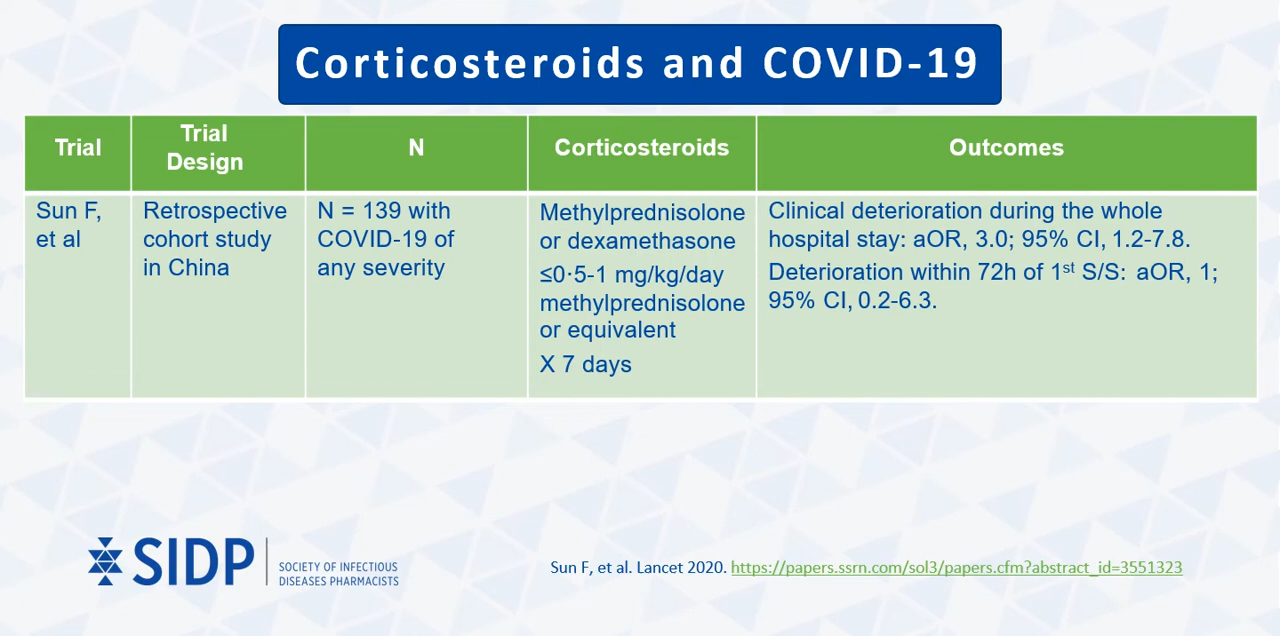 Corticosteroids and COVID-19
Trial
Trial
Design
N
Corticosteroids
Outcomes
Sun F,
et al
Retrospective
cohort study
in China
N = 139 with
COVID-19 of
any severity
Methylprednisolone
or dexamethasone
≤0·5-1 mg/kg/day
methylprednisolone
or equivalent
X 7 days
Clinical deterioration during the whole
hospital stay: aOR, 3.0; 95% CI, 1.2-7.8.
Deterioration within 72h of 1st S/S: aOR, 1;
95% CI, 0.2-6.3.
SIDP
SOCIETY OF INFECTIOUS
DISEASES PHARMACISTS
Sun F, et al. Lancet 2020. https://papers.ssrn.com/sol3/papers.cfm?abstract_id=3551323